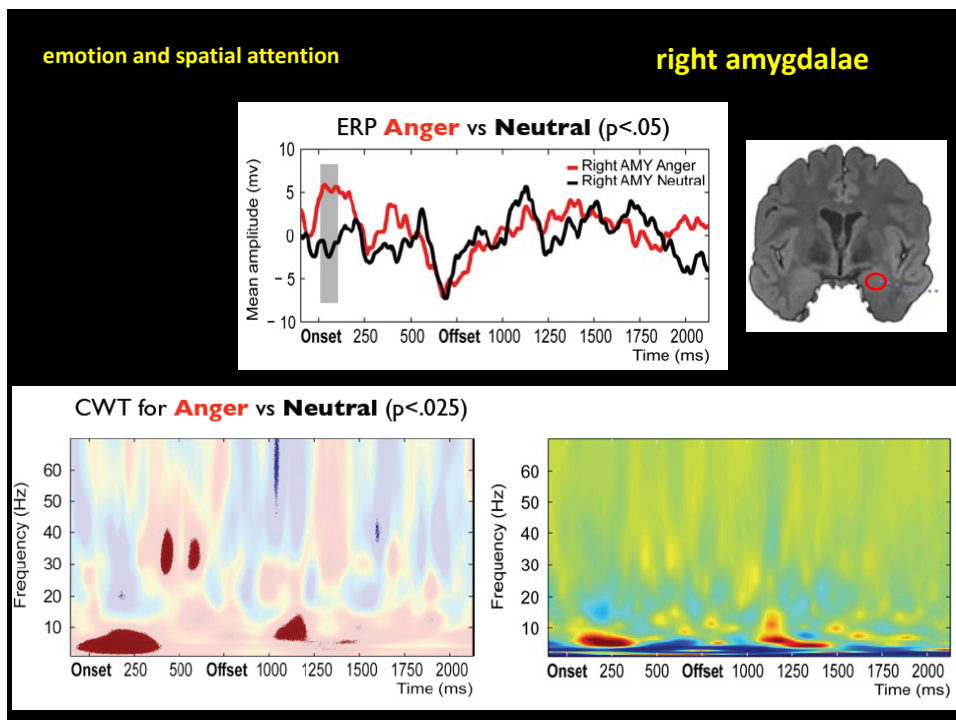 emotion and spatial attention
right amygdalae
ERP Anger vs Neutral (p<.05)
Mean amplitude (mv)
10
5
0
−5
−10
Right AMY Anger
Right AMY Neutral
Onset 250 500 Offset 1000 1250 1500 1750 2000
Time (ms)
CWT for Anger vs Neutral (p<.025)
Frequency (Hz)
60
50
40
30
20
10
Onset 250 500 Offset 1000 1250 1500 1750 2000
Time (ms)
Frequency (Hz)
60
50
40
30
20
10
Onset 250 500 Offset 1000 1250 1500 1750 2000
Time (ms)